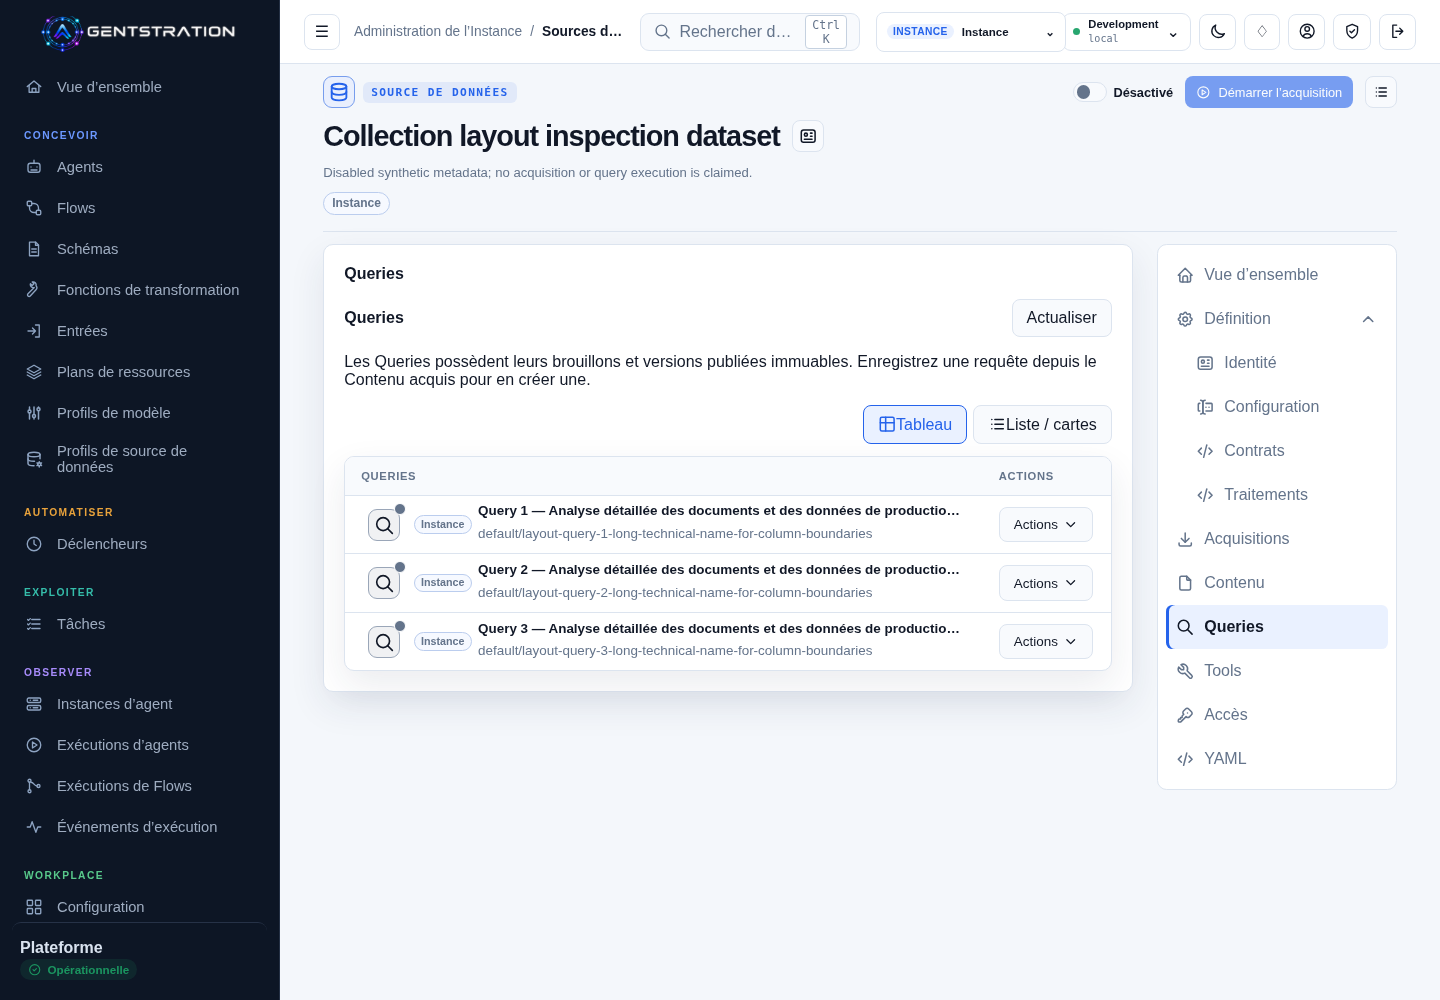 GENTSTRATION
Vue d’ensemble
CONCEVOIR
Agents
Flows
Schémas
Fonctions de transformation
Entrées
Plans de ressources
Profils de modèle
Profils de source de
données
AUTOMATISER
Déclencheurs
EXPLOITER
Tâches
OBSERVER
Instances d’agent
Exécutions d’agents
Exécutions de Flows
Événements d’exécution
WORKPLACE
Configuration
Plateforme
Opérationnelle
Administration de l’Instance / Sources d…
Rechercher d… Ctrl
K
INSTANCE Instance
Development
local
SOURCE DE DONNÉES
Désactivé
Démarrer l’acquisition
Collection layout inspection dataset
Disabled synthetic metadata; no acquisition or query execution is claimed.
Instance
Queries
Queries
Actualiser
Les Queries possèdent leurs brouillons et versions publiées immuables. Enregistrez une requête depuis le
Contenu acquis pour en créer une.
Tableau
Liste / cartes
QUERIES ACTIONS
Query 1 — Analyse détaillée des documents et des données de productio…
Instance
default/layout-query-1-long-technical-name-for-column-boundaries
Actions
Query 2 — Analyse détaillée des documents et des données de productio…
Instance
default/layout-query-2-long-technical-name-for-column-boundaries
Actions
Query 3 — Analyse détaillée des documents et des données de productio…
Instance
default/layout-query-3-long-technical-name-for-column-boundaries
Actions
Vue d’ensemble
Définition
Identité
Configuration
Contrats
Traitements
Acquisitions
Contenu
Queries
Tools
Accès
YAML